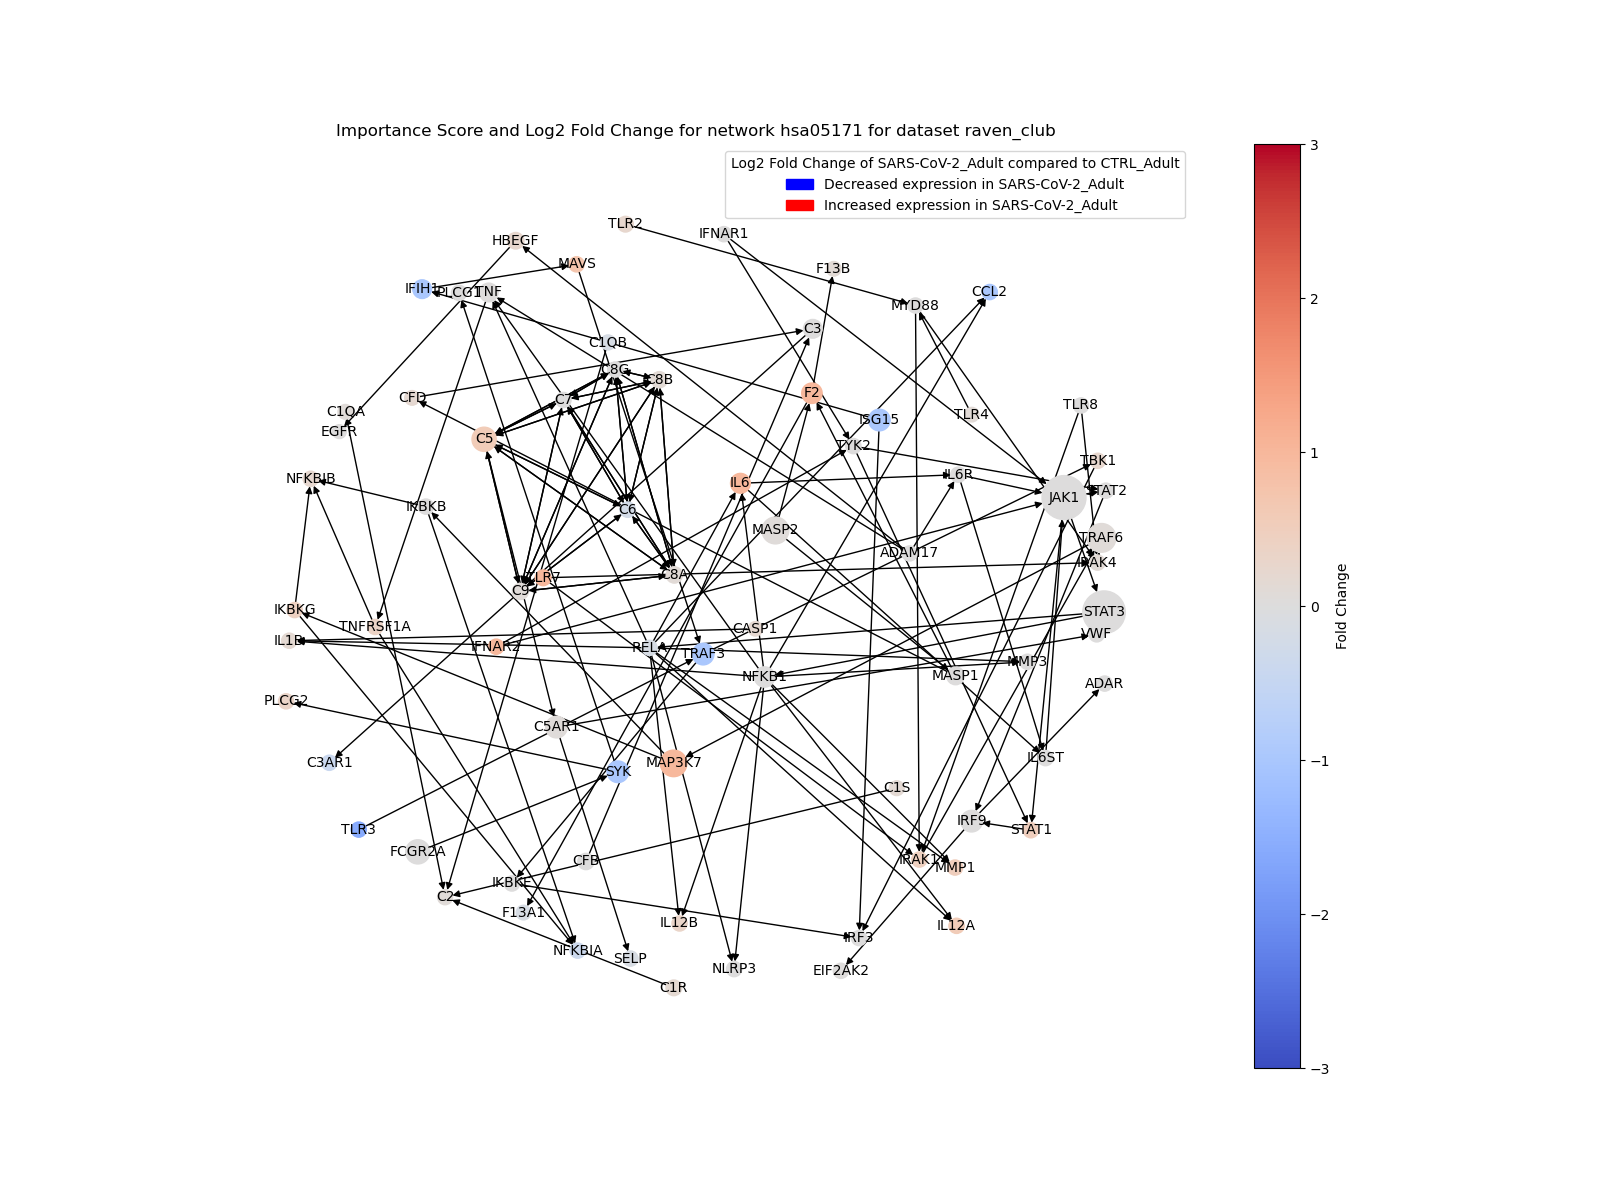 Importance Score and Log2 Fold Change for network hsa05171 for dataset raven_club
Log2 Fold Change of SARS-CoV-2_Adult compared to CTRL_Adult
Decreased expression in SARS-CoV-2_Adult
Increased expression in SARS-CoV-2_Adult
TLR2
IFNAR1
HBEGF
MAVS
F13B
IFIH1
PLCG1
TNF
CCL2
MYD88
C3
C1QB
C8G
C8B
CFD
C7
F2
C1QA
EGFR
ISG15
TLR4
TLR8
C5
TYK2
TBK1
NFKBIB
IL6
IL6R
STAT2
JAK1
IKBKB
C6
MASP2
TRAF6
ADAM17
IRAK4
C9
TLR7
C8A
IKBKG
STAT3
TNFRSF1A
CASP1
VWF
IL1B
IFNAR2
REL
TRAF3
MMP3
NFKB1
MASP1
ADAR
PLCG2
C5AR1
C3AR1
SYK
MAP3K7
IL6ST
C1S
TLR3
IRF9
STAT1
FCGR2A
CFB
IRAK1
MMP1
IKBKE
C2
F13A1
IL12B
IL12A
IRF3
NFKBIA
SELP
NLRP3
EIF2AK2
C1R
3
2
1
0
−1
−2
−3
Fold Change